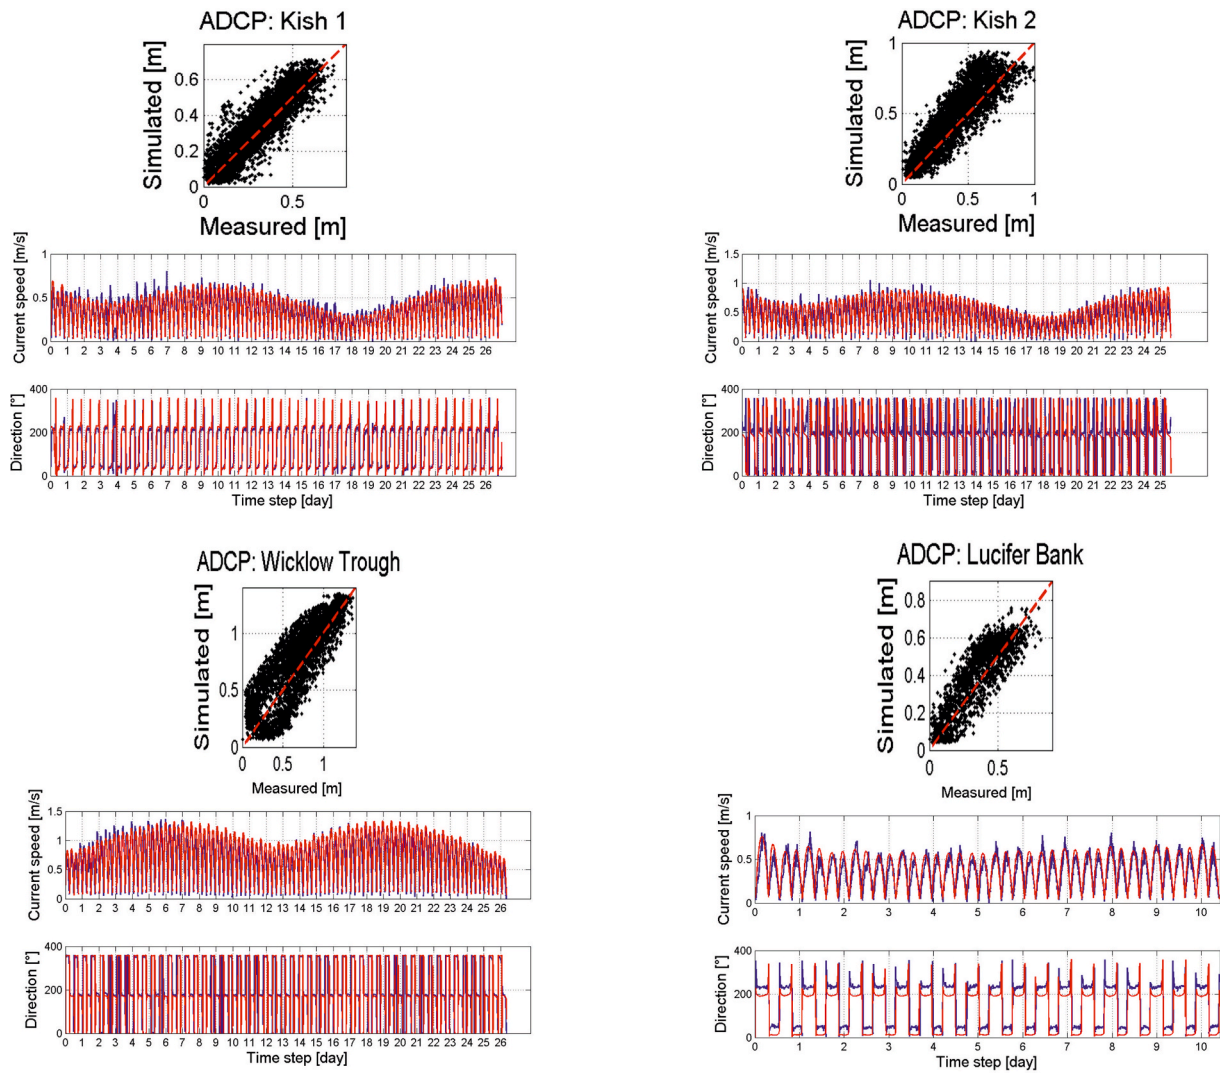 ADCP: Kish 1
Simulated [m]
0.6
0.4
0.2
0
0 0.5
Measured [m]
Current speed [m/s]
1
0.5
0
0 1 2 3 4 5 6 7 8 9 10 11 12 13 14 15 16 17 18 19 20 21 22 23 24 25 26
Direction [°]
400
200
0
0 1 2 3 4 5 6 7 8 9 10 11 12 13 14 15 16 17 18 19 20 21 22 23 24 25 26
Time step [day]
ADCP: Kish 2
Simulated [m]
1
0.5
0
0 0.5 1
Measured [m]
Current speed [m/s]
1.5
1
0.5
0
0 1 2 3 4 5 6 7 8 9 10 11 12 13 14 15 16 17 18 19 20 21 22 23 24 25
Direction [°]
400
200
0
0 1 2 3 4 5 6 7 8 9 10 11 12 13 14 15 16 17 18 19 20 21 22 23 24 25
Time step [day]
ADCP: Wicklow Trough
Simulated [m]
1
0.5
0
0 0.5 1
Measured [m]
Current speed [m/s]
1.5
1
0.5
0
0 1 2 3 4 5 6 7 8 9 10 11 12 13 14 15 16 17 18 19 20 21 22 23 24 25 26
Direction [°]
400
200
0
0 1 2 3 4 5 6 7 8 9 10 11 12 13 14 15 16 17 18 19 20 21 22 23 24 25 26
Time step [day]
ADCP: Lucifer Bank
Simulated [m]
0.8
0.6
0.4
0.2
0
0 0.5
Measured [m]
Current speed [m/s]
1
0.5
0
0 1 2 3 4 5 6 7 8 9 10
Direction [°]
400
200
0
0 1 2 3 4 5 6 7 8 9 10
Time step [day]